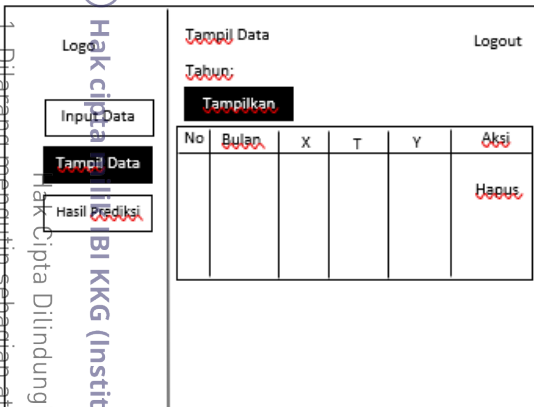 Logo
Input Data
Tampil Data
Hasil Prediksi
Tampil Data
Logout
Tahun:
Tampilkan
No Bulan X T Y Aksi
Hapus
Hak cipta milik IBI KKG (Instit
Hak Cipta Dilindung
1. Dilarang mengutip sebagian at